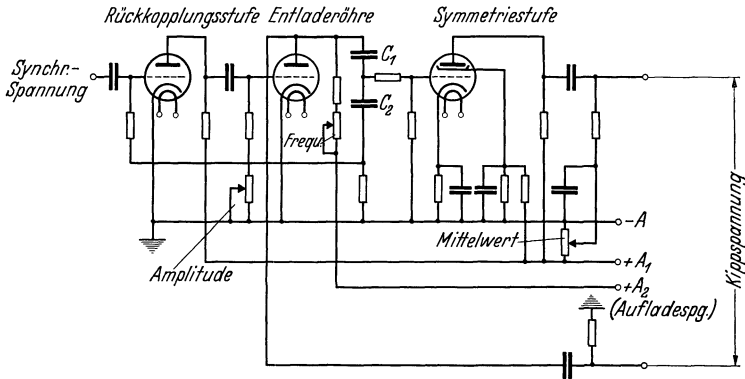 Rückkopplungsstufe
Entladeröhre
Symmetriestufe
Synchr.-
Spannung
C₁
C₂
Frequ.
-A
Mittelwert
+A₁
Amplitude
+A₂
(Aufladespg.)
Kippspannung